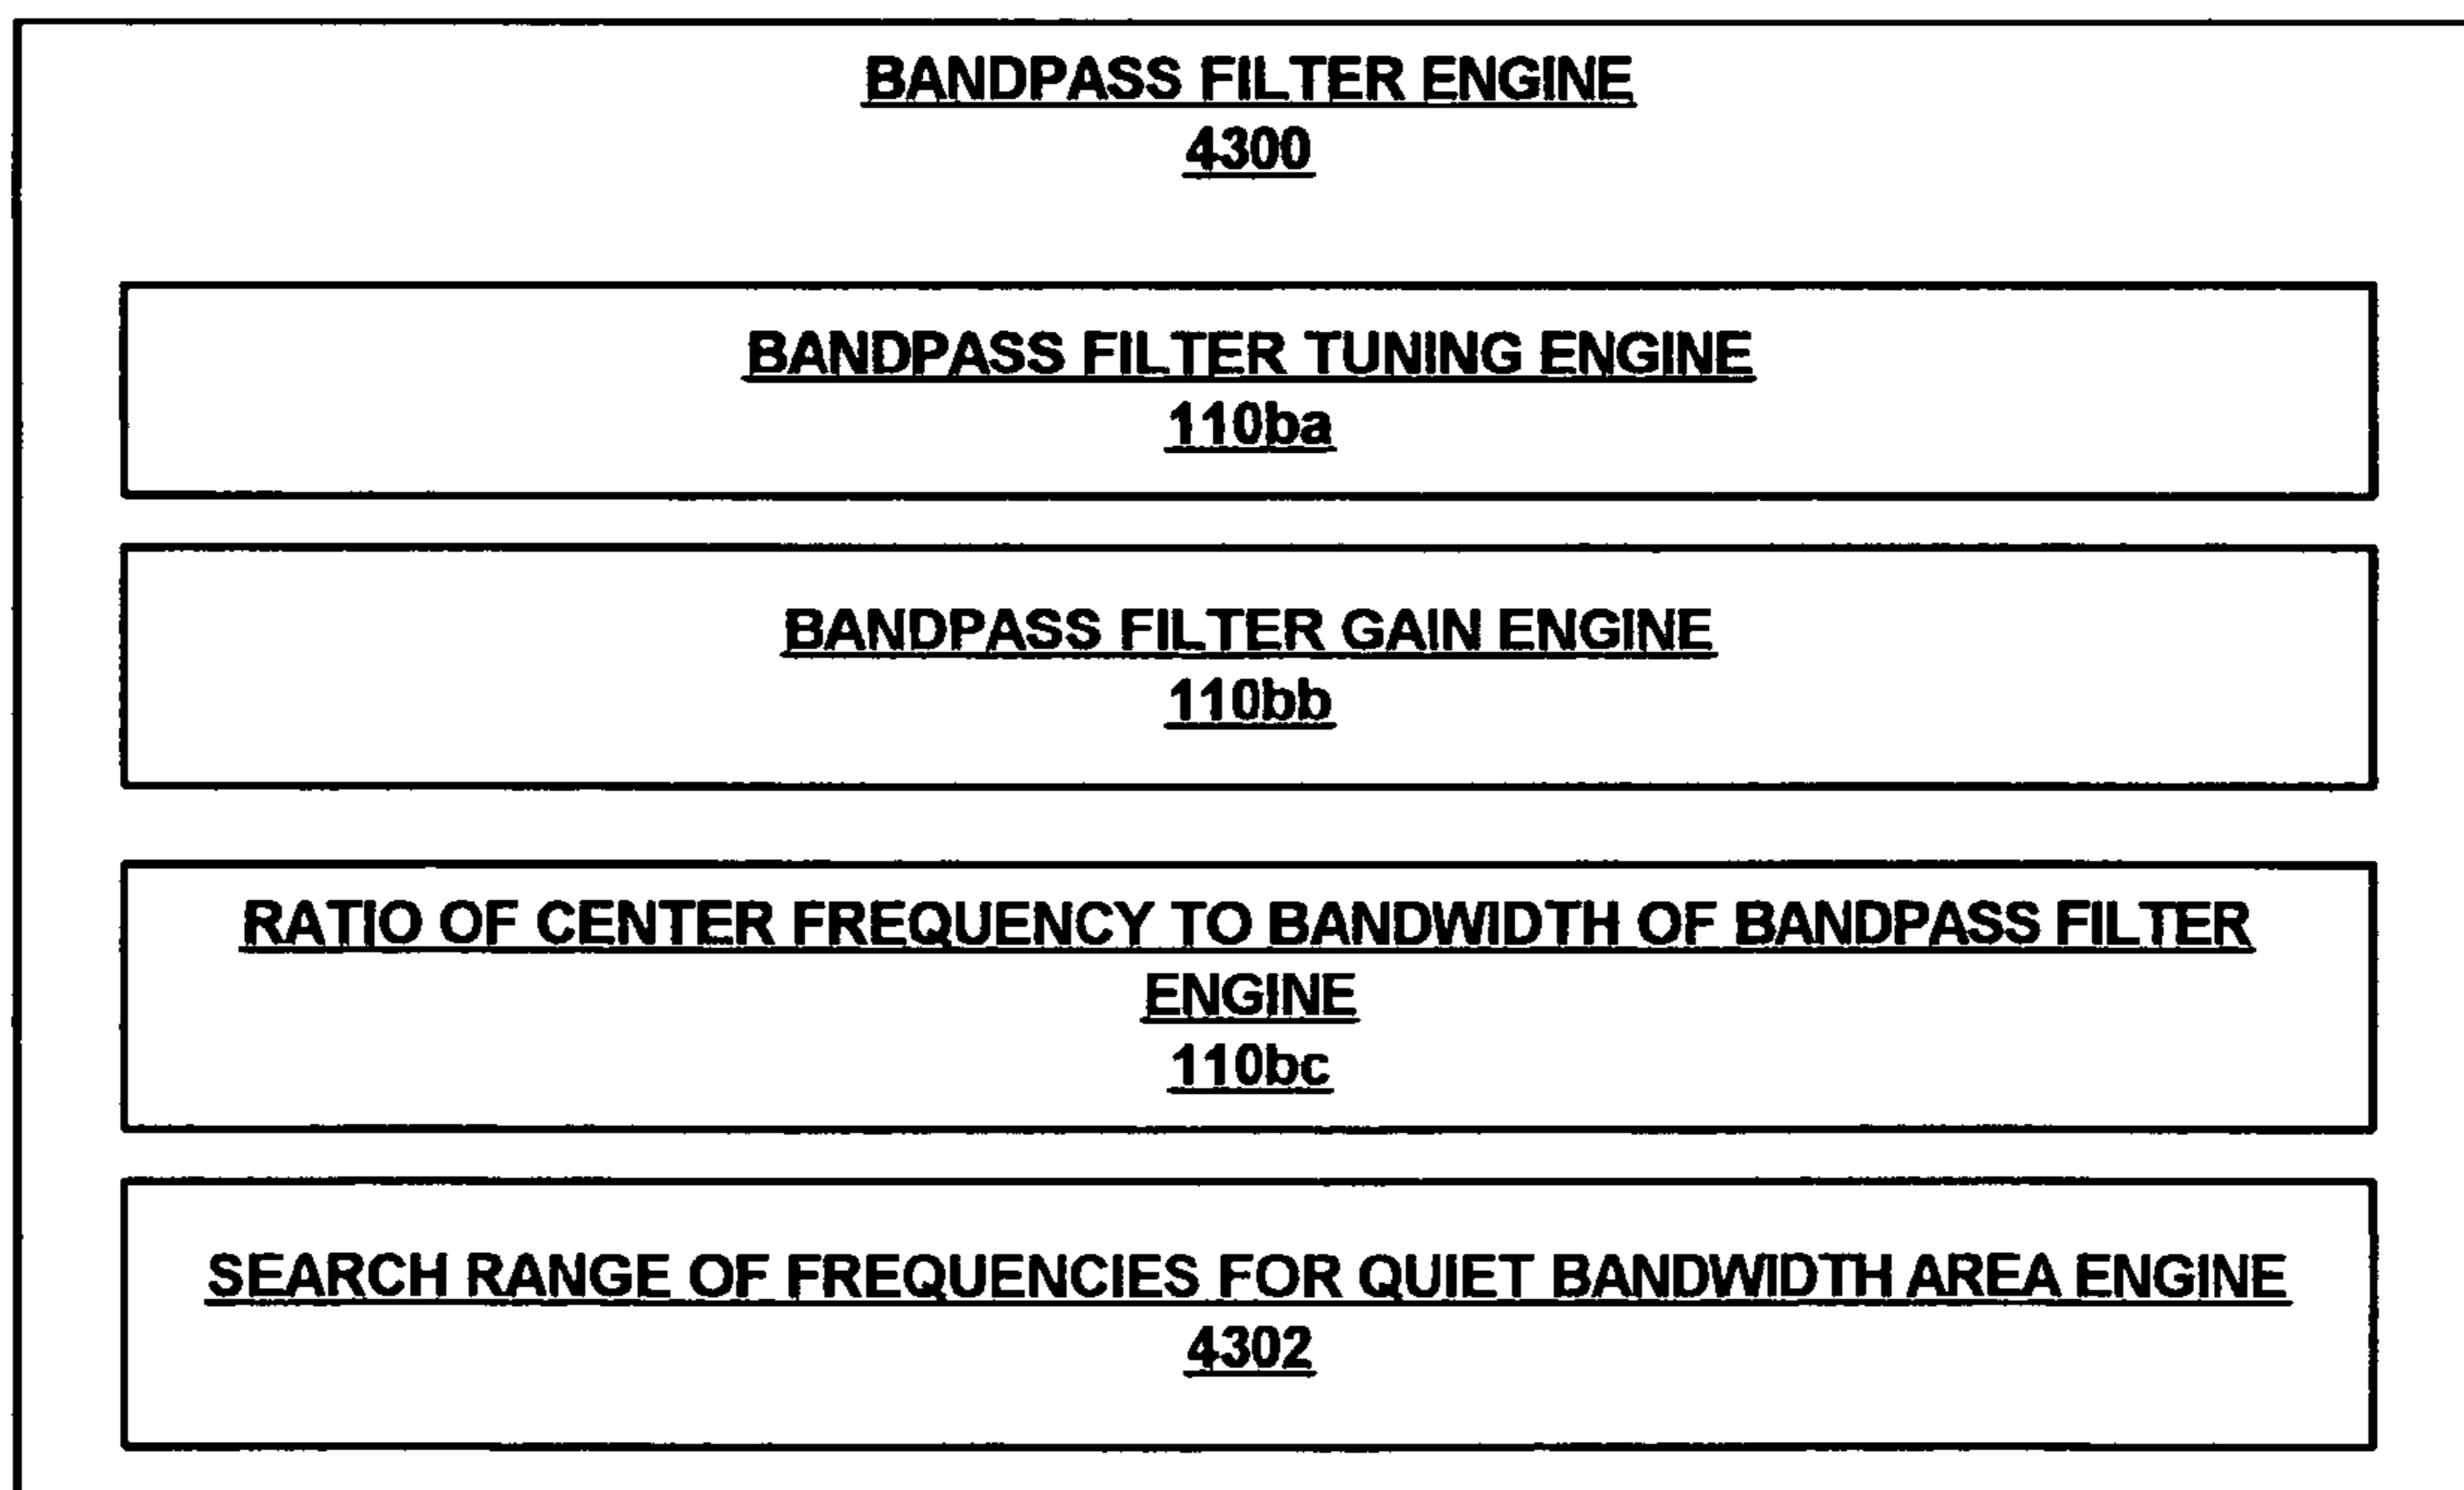 BANDPASS FILTER ENGINE
4300
BANDPASS FILTER TUNING ENGINE
110ba
BANDPASS FILTER GAIN ENGINE
110bb
RATIO OF CENTER FREQUENCY TO BANDWIDTH OF BANDPASS FILTER
ENGINE
110bc
SEARCH RANGE OF FREQUENCIES FOR QUIET BANDWIDTH AREA ENGINE
4302